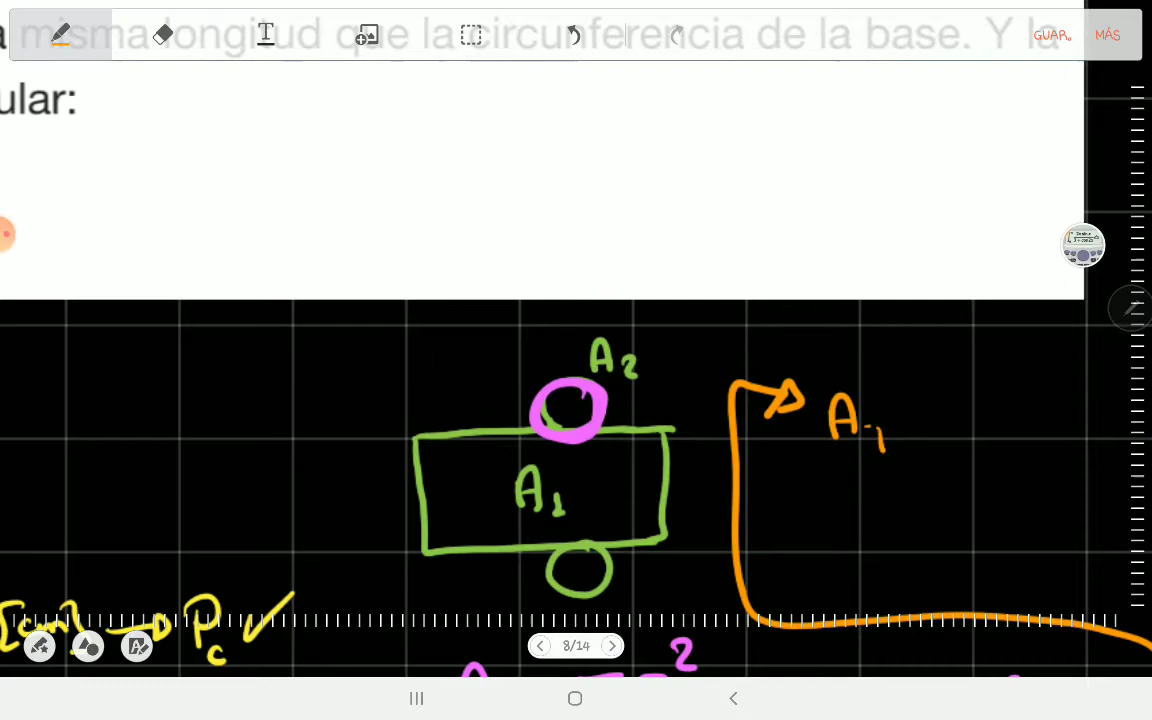 misma longitud que la circunferencia de la base. Y la
GUAR. MÁS
ular:
A2
A1
A1
[cm] → Pc ✓
8/14
2